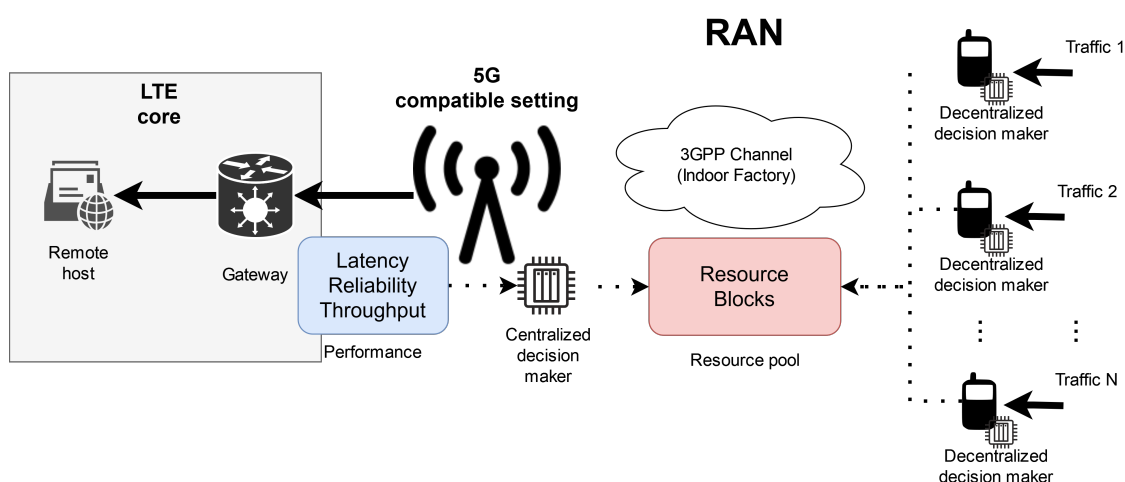 RAN
5G
compatible setting
LTE
core
Remote
host
Gateway
Latency
Reliability
Throughput
Performance
Centralized
decision
maker
3GPP Channel
(Indoor Factory)
Resource
Blocks
Resource pool
Traffic 1
Decentralized
decision maker
Traffic 2
Decentralized
decision maker
Traffic N
Decentralized
decision maker